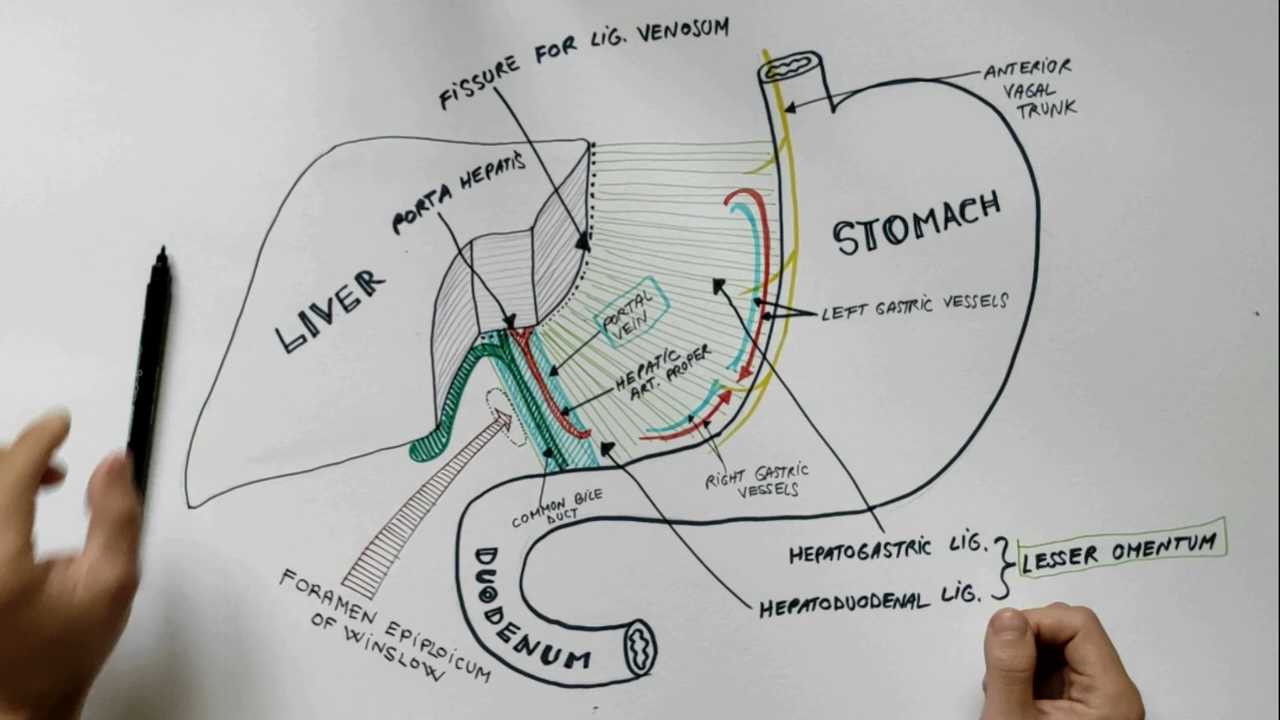 FISSURE FOR LIG. VENOSUM
ANTERIOR
VAGAL
TRUNK
PORTA HEPATIS
STOMACH
LIVER
PORTAL
VEIN
LEFT GASTRIC VESSELS
HEPATIC
ART. PROPER
RIGHT GASTRIC
VESSELS
COMMON BILE
DUCT
HEPATOGASTRIC LIG.
LESSER OMENTUM
HEPATODUODENAL LIG.
DUODENUM
FORAMEN EPIPLOICUM
OF WINSLOW